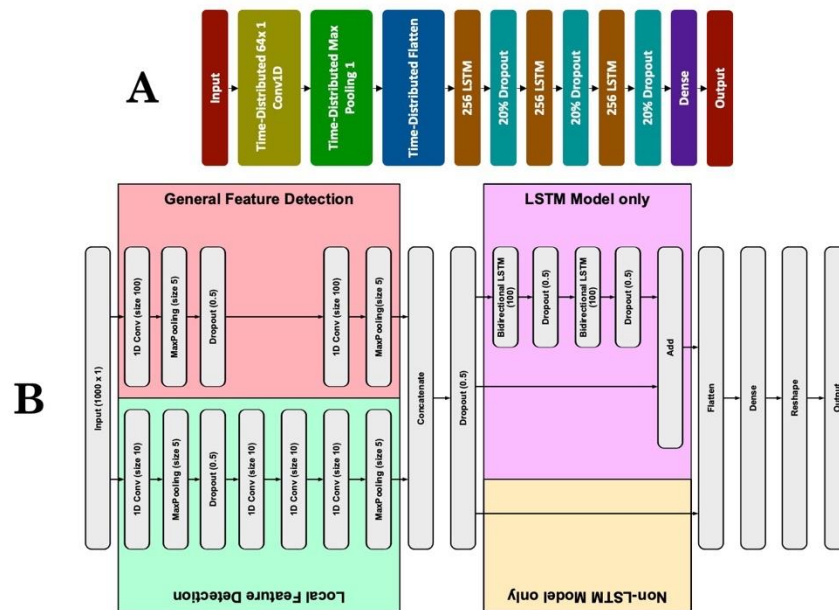 A
Input
Time-Distributed 64x 1
Conv1D
Time-Distributed Max
Pooling 1
Time-Distributed Flatten
256 LSTM
20% Dropout
256 LSTM
20% Dropout
256 LSTM
20% Dropout
Dense
Output
B
General Feature Detection
LSTM Model only
Input (1000 x 1)
1D Conv (size 100)
MaxPooling (size 5)
Dropout (0.5)
1D Conv (size 100)
MaxPooling(size 5)
1D Conv (size 10)
MaxPooling (size 5)
Dropout (0.5)
1D Conv (size 10)
1D Conv (size 10)
1D Conv (size 10)
MaxPooling (size 5)
Concatenate
Dropout (0.5)
Bidirectional LSTM
(100)
Dropout (0.5)
Bidirectional LSTM
(100)
Dropout (0.5)
Add
Flatten
Dense
Reshape
Output
Local Feature Detection
Non-LSTM Model only